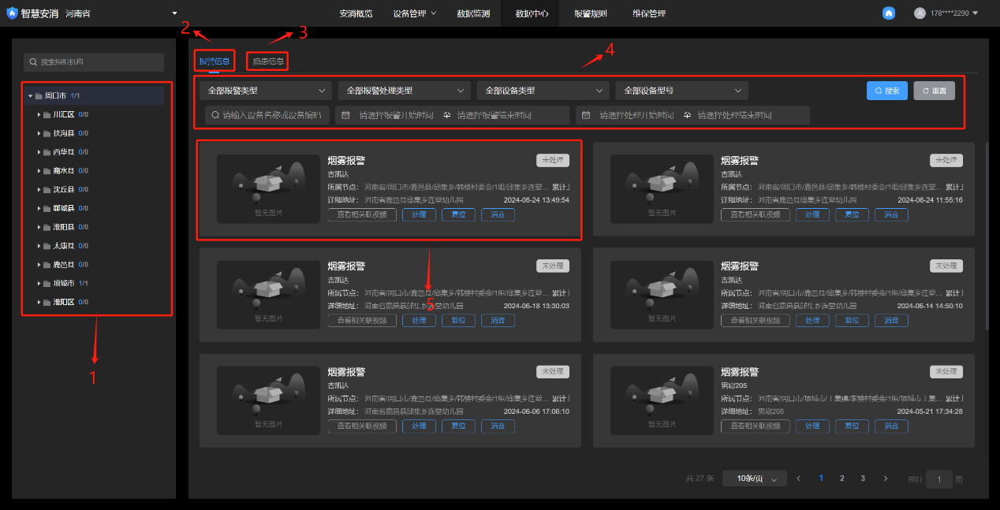 智慧安消 河南省 安消概览 设备管理 数据监测 数据中心 报警规则 维保管理 178****2290
2 3
4
搜索组织机构
报警信息 隐患信息
全部报警类型 全部报警处理类型 全部设备类型 全部设备型号 搜索 重置
请输入设备名称或设备编码 请选择报警开始时间 至 请选择报警结束时间 请选择处理开始时间 至 请选择处理结束时间
周口市 1/1
川汇区 0/0
扶沟县 0/0
西华县 0/0
商水县 0/0
沈丘县 0/0
郸城县 0/0
淮阳县 0/0
太康县 0/0
鹿邑县 0/0
项城市 1/1
淮阳区 0/0
1
烟雾报警 未处理
吉凯达
所属节点： 河南省/周口市/鹿邑县/邱集乡/韩楼村委会/1组/邱集乡连堂... 累计
详细地址： 河南省鹿邑县邱集乡连堂幼儿园 2024-06-24 13:49:54
暂无图片 查看相关联视频 处理 复位 消音
烟雾报警 未处理
吉凯达
所属节点： 河南省/周口市/鹿邑县/邱集乡/韩楼村委会/1组/邱集乡连堂... 累计
详细地址： 河南省鹿邑县邱集乡连堂幼儿园 2024-06-24 11:55:16
暂无图片 查看相关联视频 处理 复位 消音
烟雾报警 未处理
吉凯达
所属节点： 河南省/周口市/鹿邑县/邱集乡/韩楼村委会/1组/邱集乡连堂... 累计
详细地址： 河南省鹿邑县邱集乡连堂幼儿园 2024-06-18 13:30:03
5
暂无图片 查看相关联视频 处理 复位 消音
烟雾报警 未处理
吉凯达
所属节点： 河南省/周口市/鹿邑县/邱集乡/韩楼村委会/1组/邱集乡连堂... 累计
详细地址： 河南省鹿邑县邱集乡连堂幼儿园 2024-06-14 14:50:10
暂无图片 查看相关联视频 处理 复位 消音
烟雾报警 未处理
吉凯达
所属节点： 河南省/周口市/鹿邑县/邱集乡/韩楼村委会/1组/邱集乡连堂... 累计
详细地址： 河南省鹿邑县邱集乡连堂幼儿园 2024-06-06 17:06:10
暂无图片 查看相关联视频 处理 复位 消音
烟雾报警 未处理
男寝205
所属节点： 河南省/周口市/项城市/丁集镇/李楼村委会/1组/项城市丁集... 累计
详细地址： 男寝205 2024-05-21 17:34:28
暂无图片 查看相关联视频 处理 复位 消音
共 27 条 10条/页 1 2 3 前往 1 页